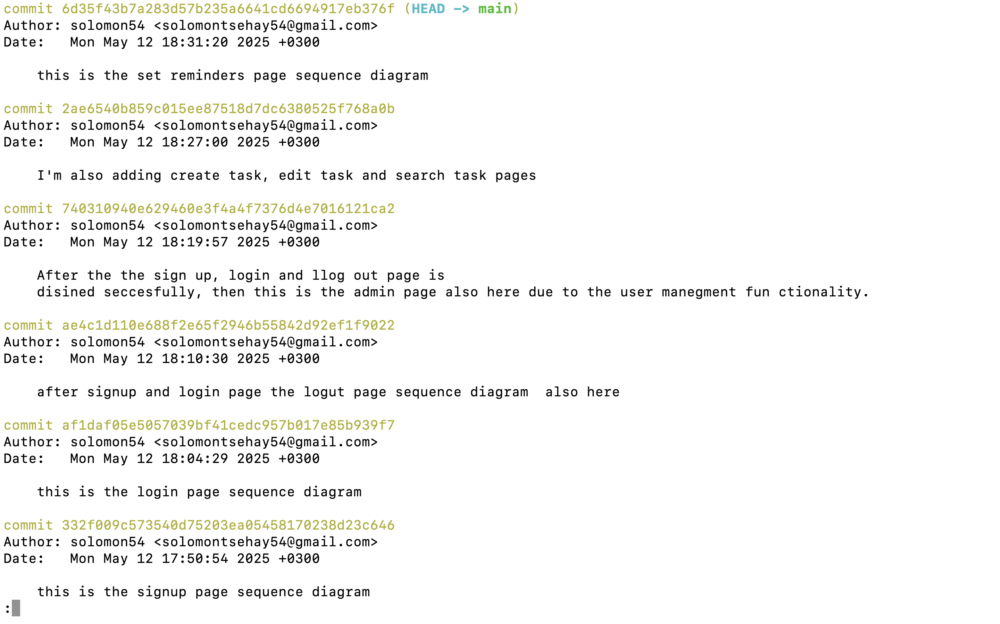 commit 6d35f43b7a283d57b235a6641cd6694917eb376f (HEAD -> main)
Author: solomon54 <solomontsehay54@gmail.com>
Date:   Mon May 12 18:31:20 2025 +0300
    this is the set reminders page sequence diagram
commit 2ae6540b859c015ee87518d7dc6380525f768a0b
Author: solomon54 <solomontsehay54@gmail.com>
Date:   Mon May 12 18:27:00 2025 +0300
    I'm also adding create task, edit task and search task pages
commit 740310940e629460e3f4a4f7376d4e7016121ca2
Author: solomon54 <solomontsehay54@gmail.com>
Date:   Mon May 12 18:19:57 2025 +0300
    After the the sign up, login and llog out page is
    disined seccesfully, then this is the admin page also here due to the user manegment fun ctionality.
commit ae4c1d110e688f2e65f2946b55842d92ef1f9022
Author: solomon54 <solomontsehay54@gmail.com>
Date:   Mon May 12 18:10:30 2025 +0300
    after signup and login page the logut page sequence diagram  also here
commit af1daf05e5057039bf41cedc957b017e85b939f7
Author: solomon54 <solomontsehay54@gmail.com>
Date:   Mon May 12 18:04:29 2025 +0300
    this is the login page sequence diagram
commit 332f009c573540d75203ea05458170238d23c646
Author: solomon54 <solomontsehay54@gmail.com>
Date:   Mon May 12 17:50:54 2025 +0300
    this is the signup page sequence diagram
: